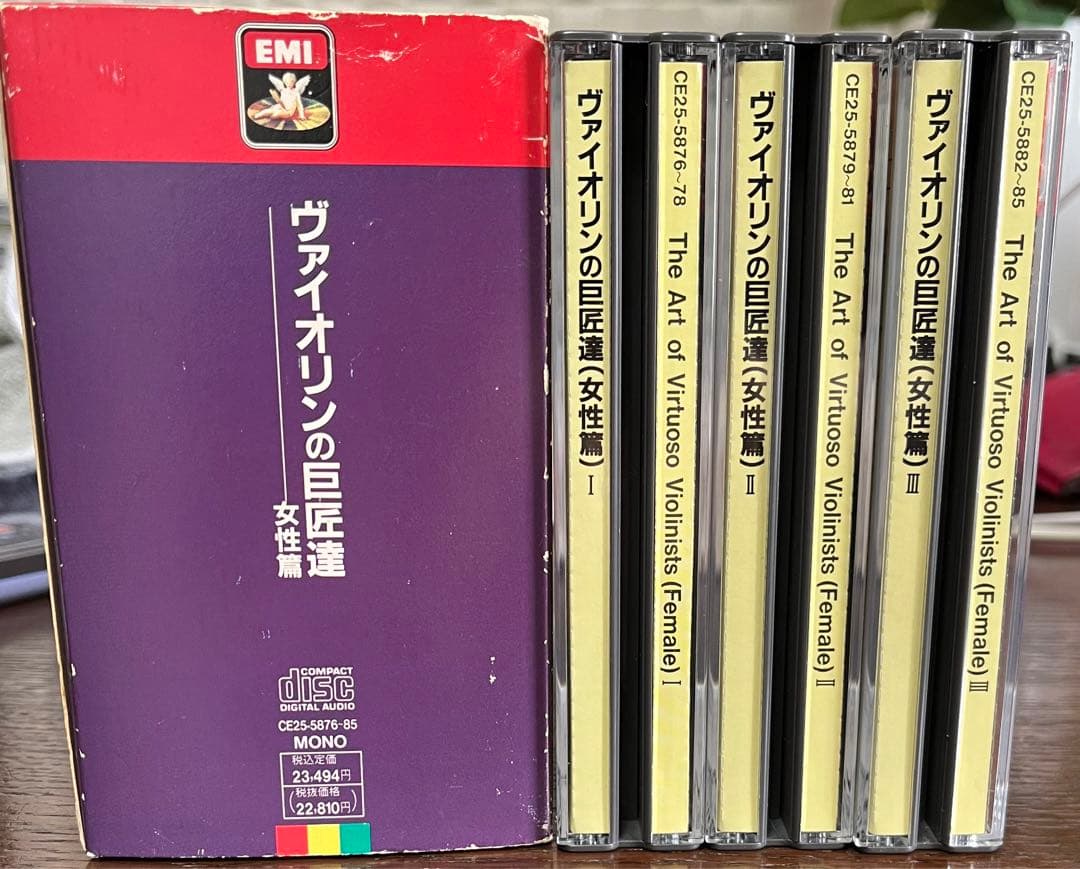 EMI
ヴァイオリンの巨匠達
女性篇
COMPACT
disc
DIGITAL AUDIO
CE25-5876-85
MONO
税込定価
23,494円
(税抜価格
22,810円)
ヴァイオリンの巨匠達(女性篇) I
CE25-5876~78 The Art of Virtuoso Violinists (Female) I
ヴァイオリンの巨匠達(女性篇) II
CE25-5879~81 The Art of Virtuoso Violinists (Female) II
ヴァイオリンの巨匠達(女性篇) III
CE25-5882~85 The Art of Virtuoso Violinists (Female) III